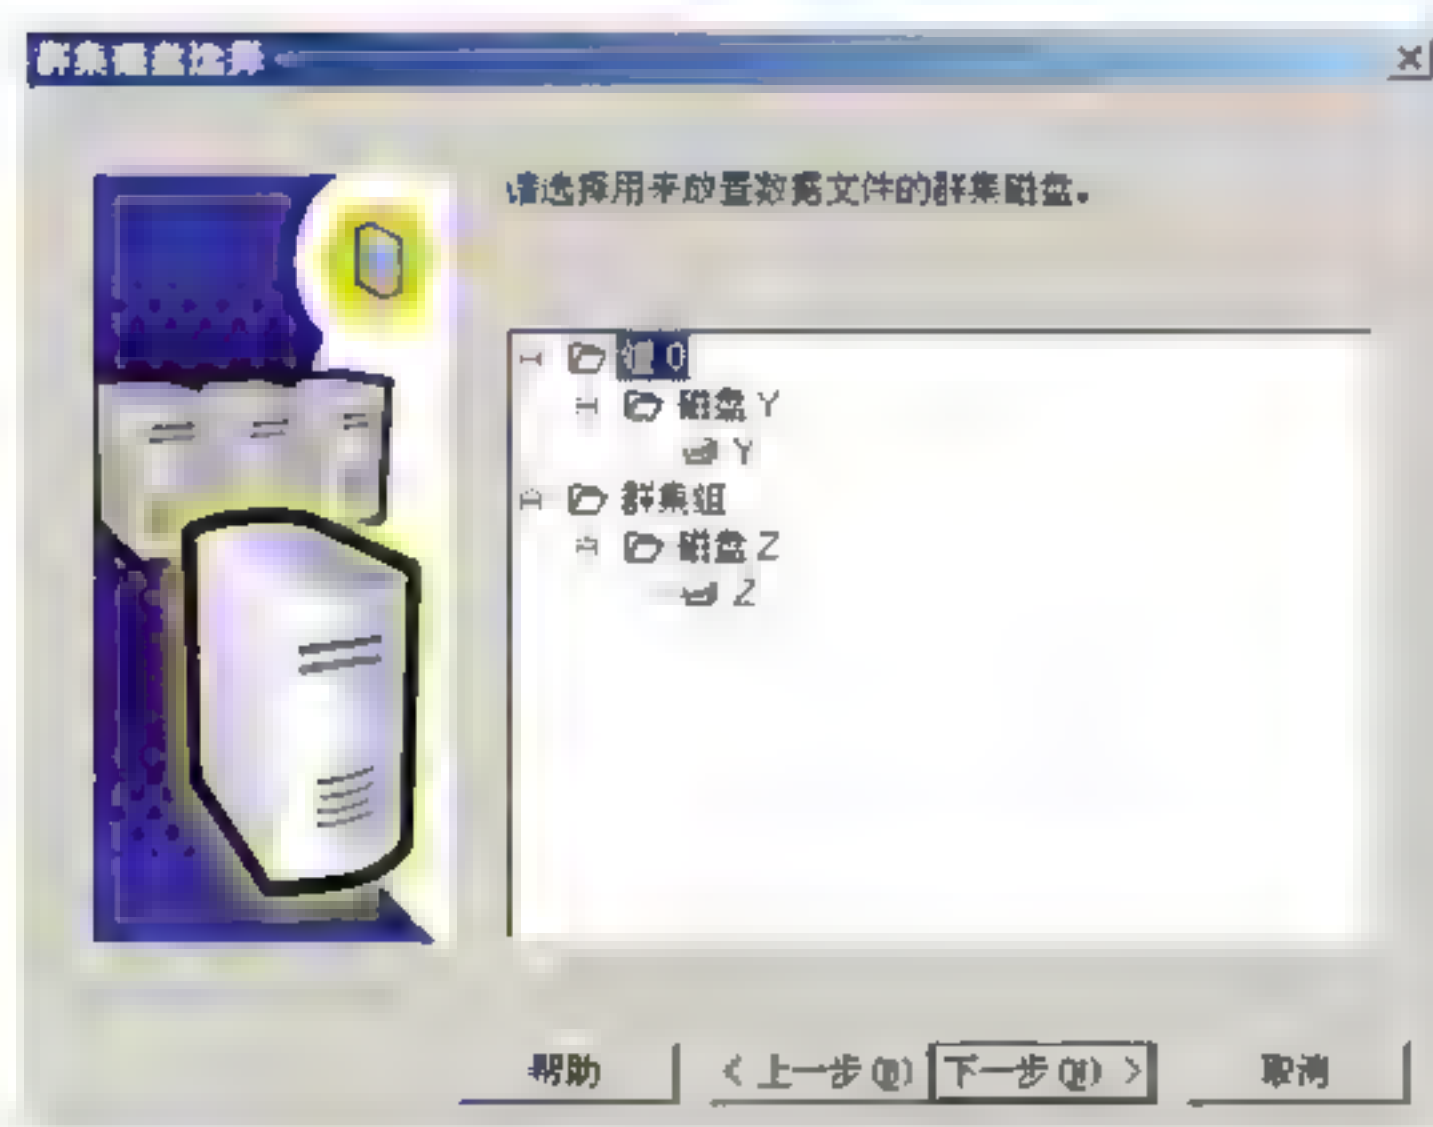 群集磁盘选择
请选择用来放置数据文件的群集磁盘。
组 0
磁盘 Y
Y
群集组
磁盘 Z
Z
帮助
< 上一步(B)
下一步(N) >
取消